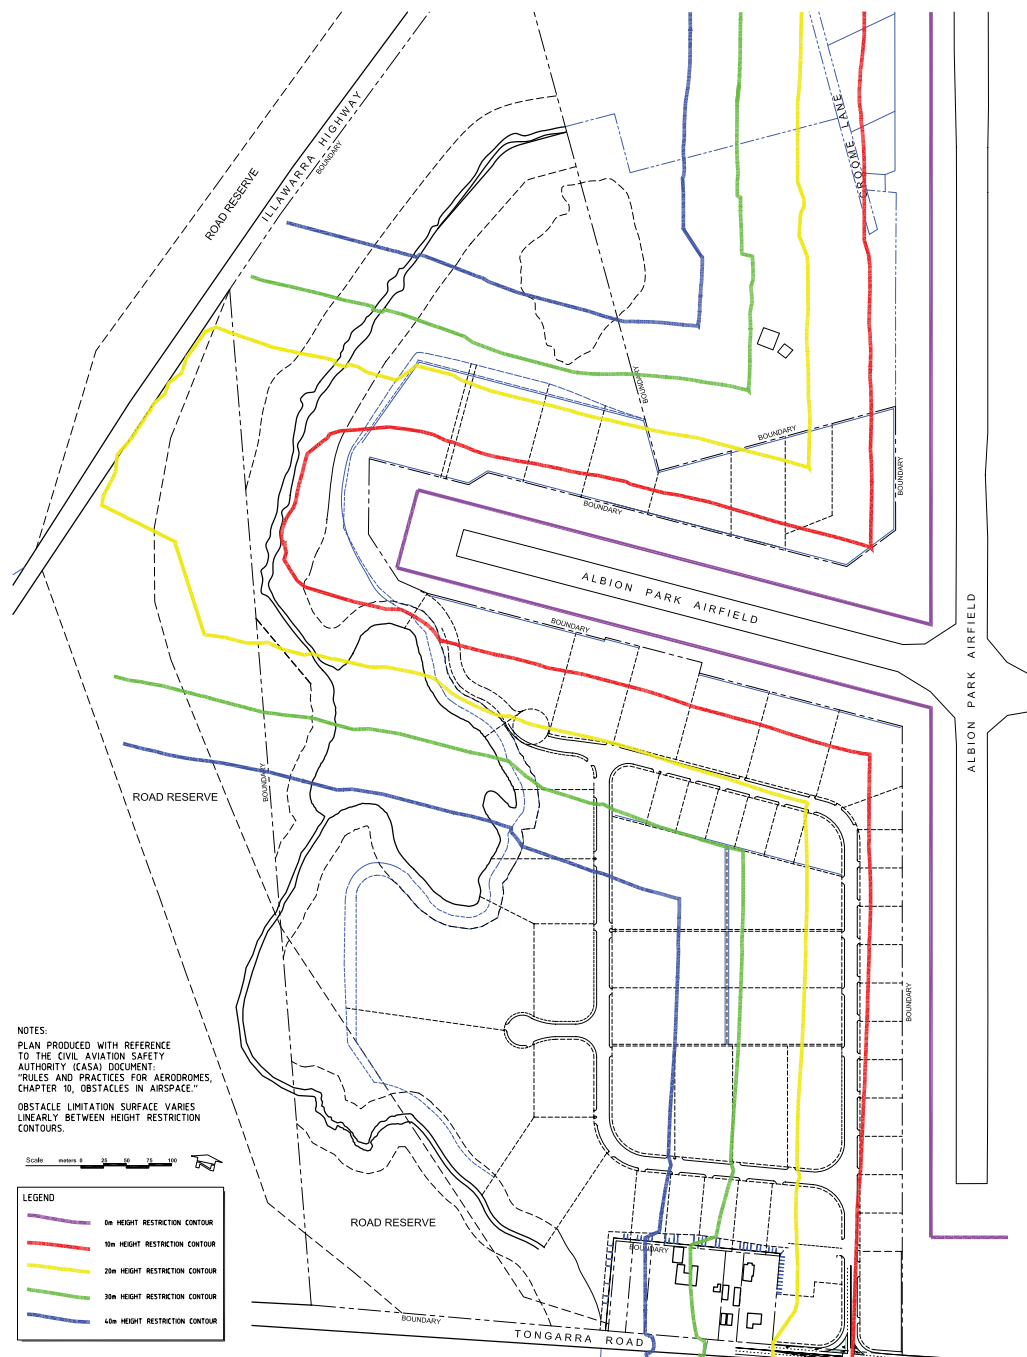 CROOME LANE
ILLAWARRA HIGHWAY
BOUNDARY
ROAD RESERVE
BOUNDARY
BOUNDARY
BOUNDARY
BOUNDARY
ALBION PARK AIRFIELD
BOUNDARY
ALBION PARK AIRFIELD
BOUNDARY
ROAD RESERVE
BOUNDARY
NOTES:
PLAN PRODUCED WITH REFERENCE
TO THE CIVIL AVIATION SAFETY
AUTHORITY (CASA) DOCUMENT:
"RULES AND PRACTICES FOR AERODROMES,
CHAPTER 10, OBSTACLES IN AIRSPACE."
OBSTACLE LIMITATION SURFACE VARIES
LINEARLY BETWEEN HEIGHT RESTRICTION
CONTOURS.
Scale meters 0 25 50 75 100
LEGEND
0m HEIGHT RESTRICTION CONTOUR
10m HEIGHT RESTRICTION CONTOUR
20m HEIGHT RESTRICTION CONTOUR
30m HEIGHT RESTRICTION CONTOUR
40m HEIGHT RESTRICTION CONTOUR
ROAD RESERVE
BOUNDARY
BOUNDARY
TONGARRA ROAD